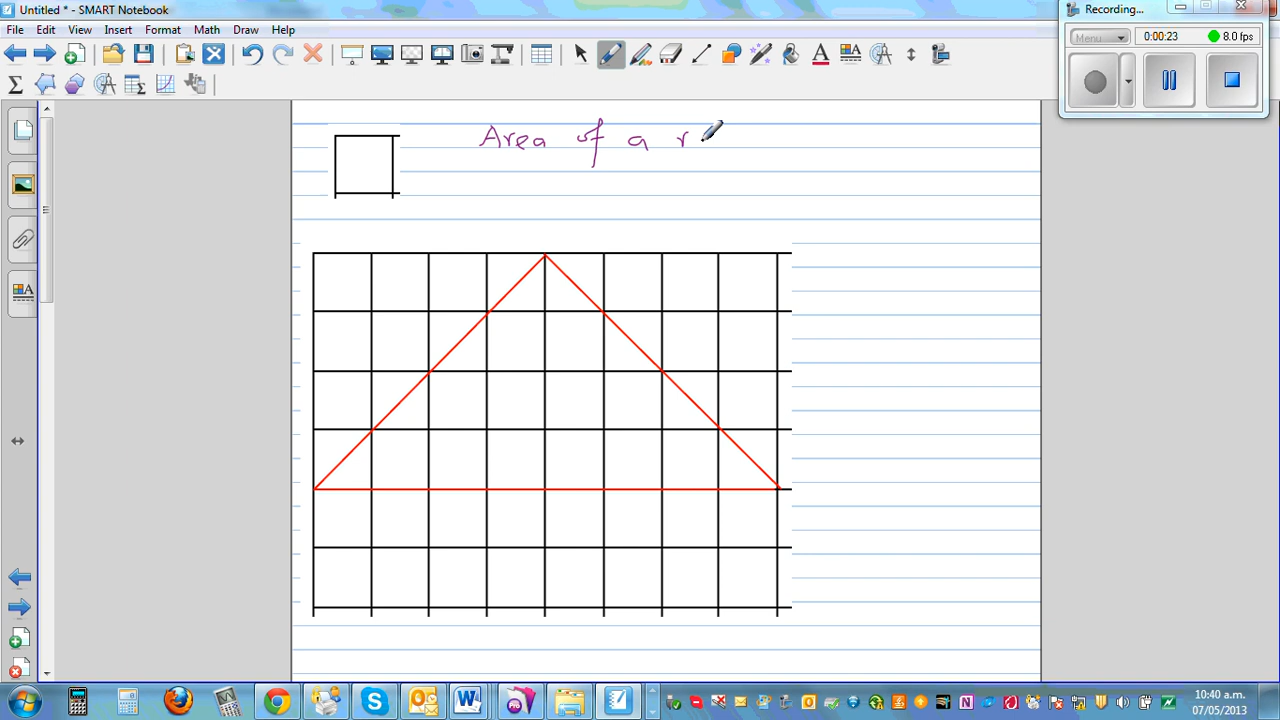 Untitled * - SMART Notebook
File Edit View Insert Format Math Draw Help
Recording...
Menu 0:00:23 8.0 fps
Area of a r
10:40 a.m.
07/05/2013